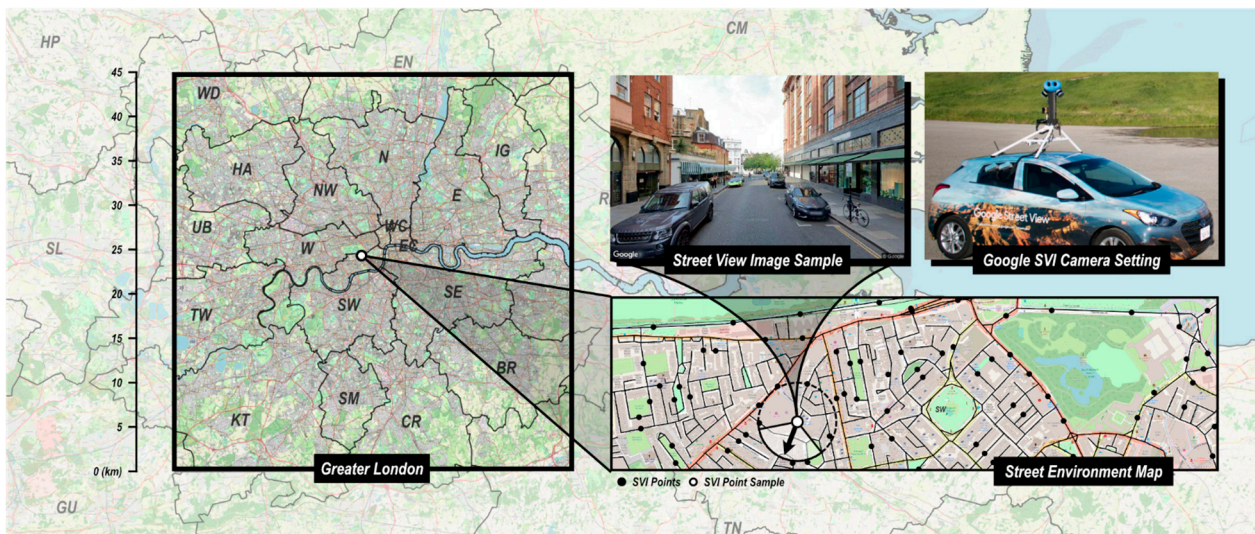 HP
CM
EN
45
40
35
30
25
20
15
10
5
0 (km)
WD
HA
N
IG
NW
E
UB
WC
EC
W
SL
R
TW
SW
SE
BR
SM
KT
CR
GU
TN
Greater London
Google
© Google
Street View Image Sample
Google Street View
Google SVI Camera Setting
SW
Street Environment Map
SVI Points
SVI Point Sample